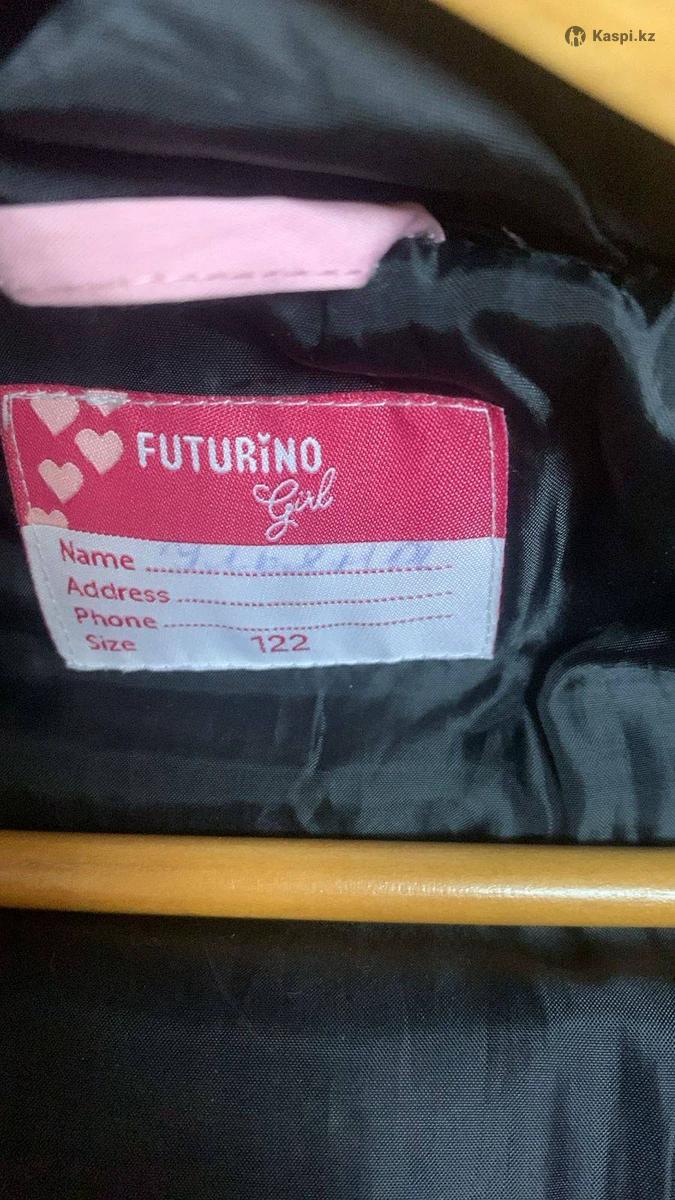 Kaspi.kz
FUTURiNO
Girl
Name
Address
Phone
Size 122